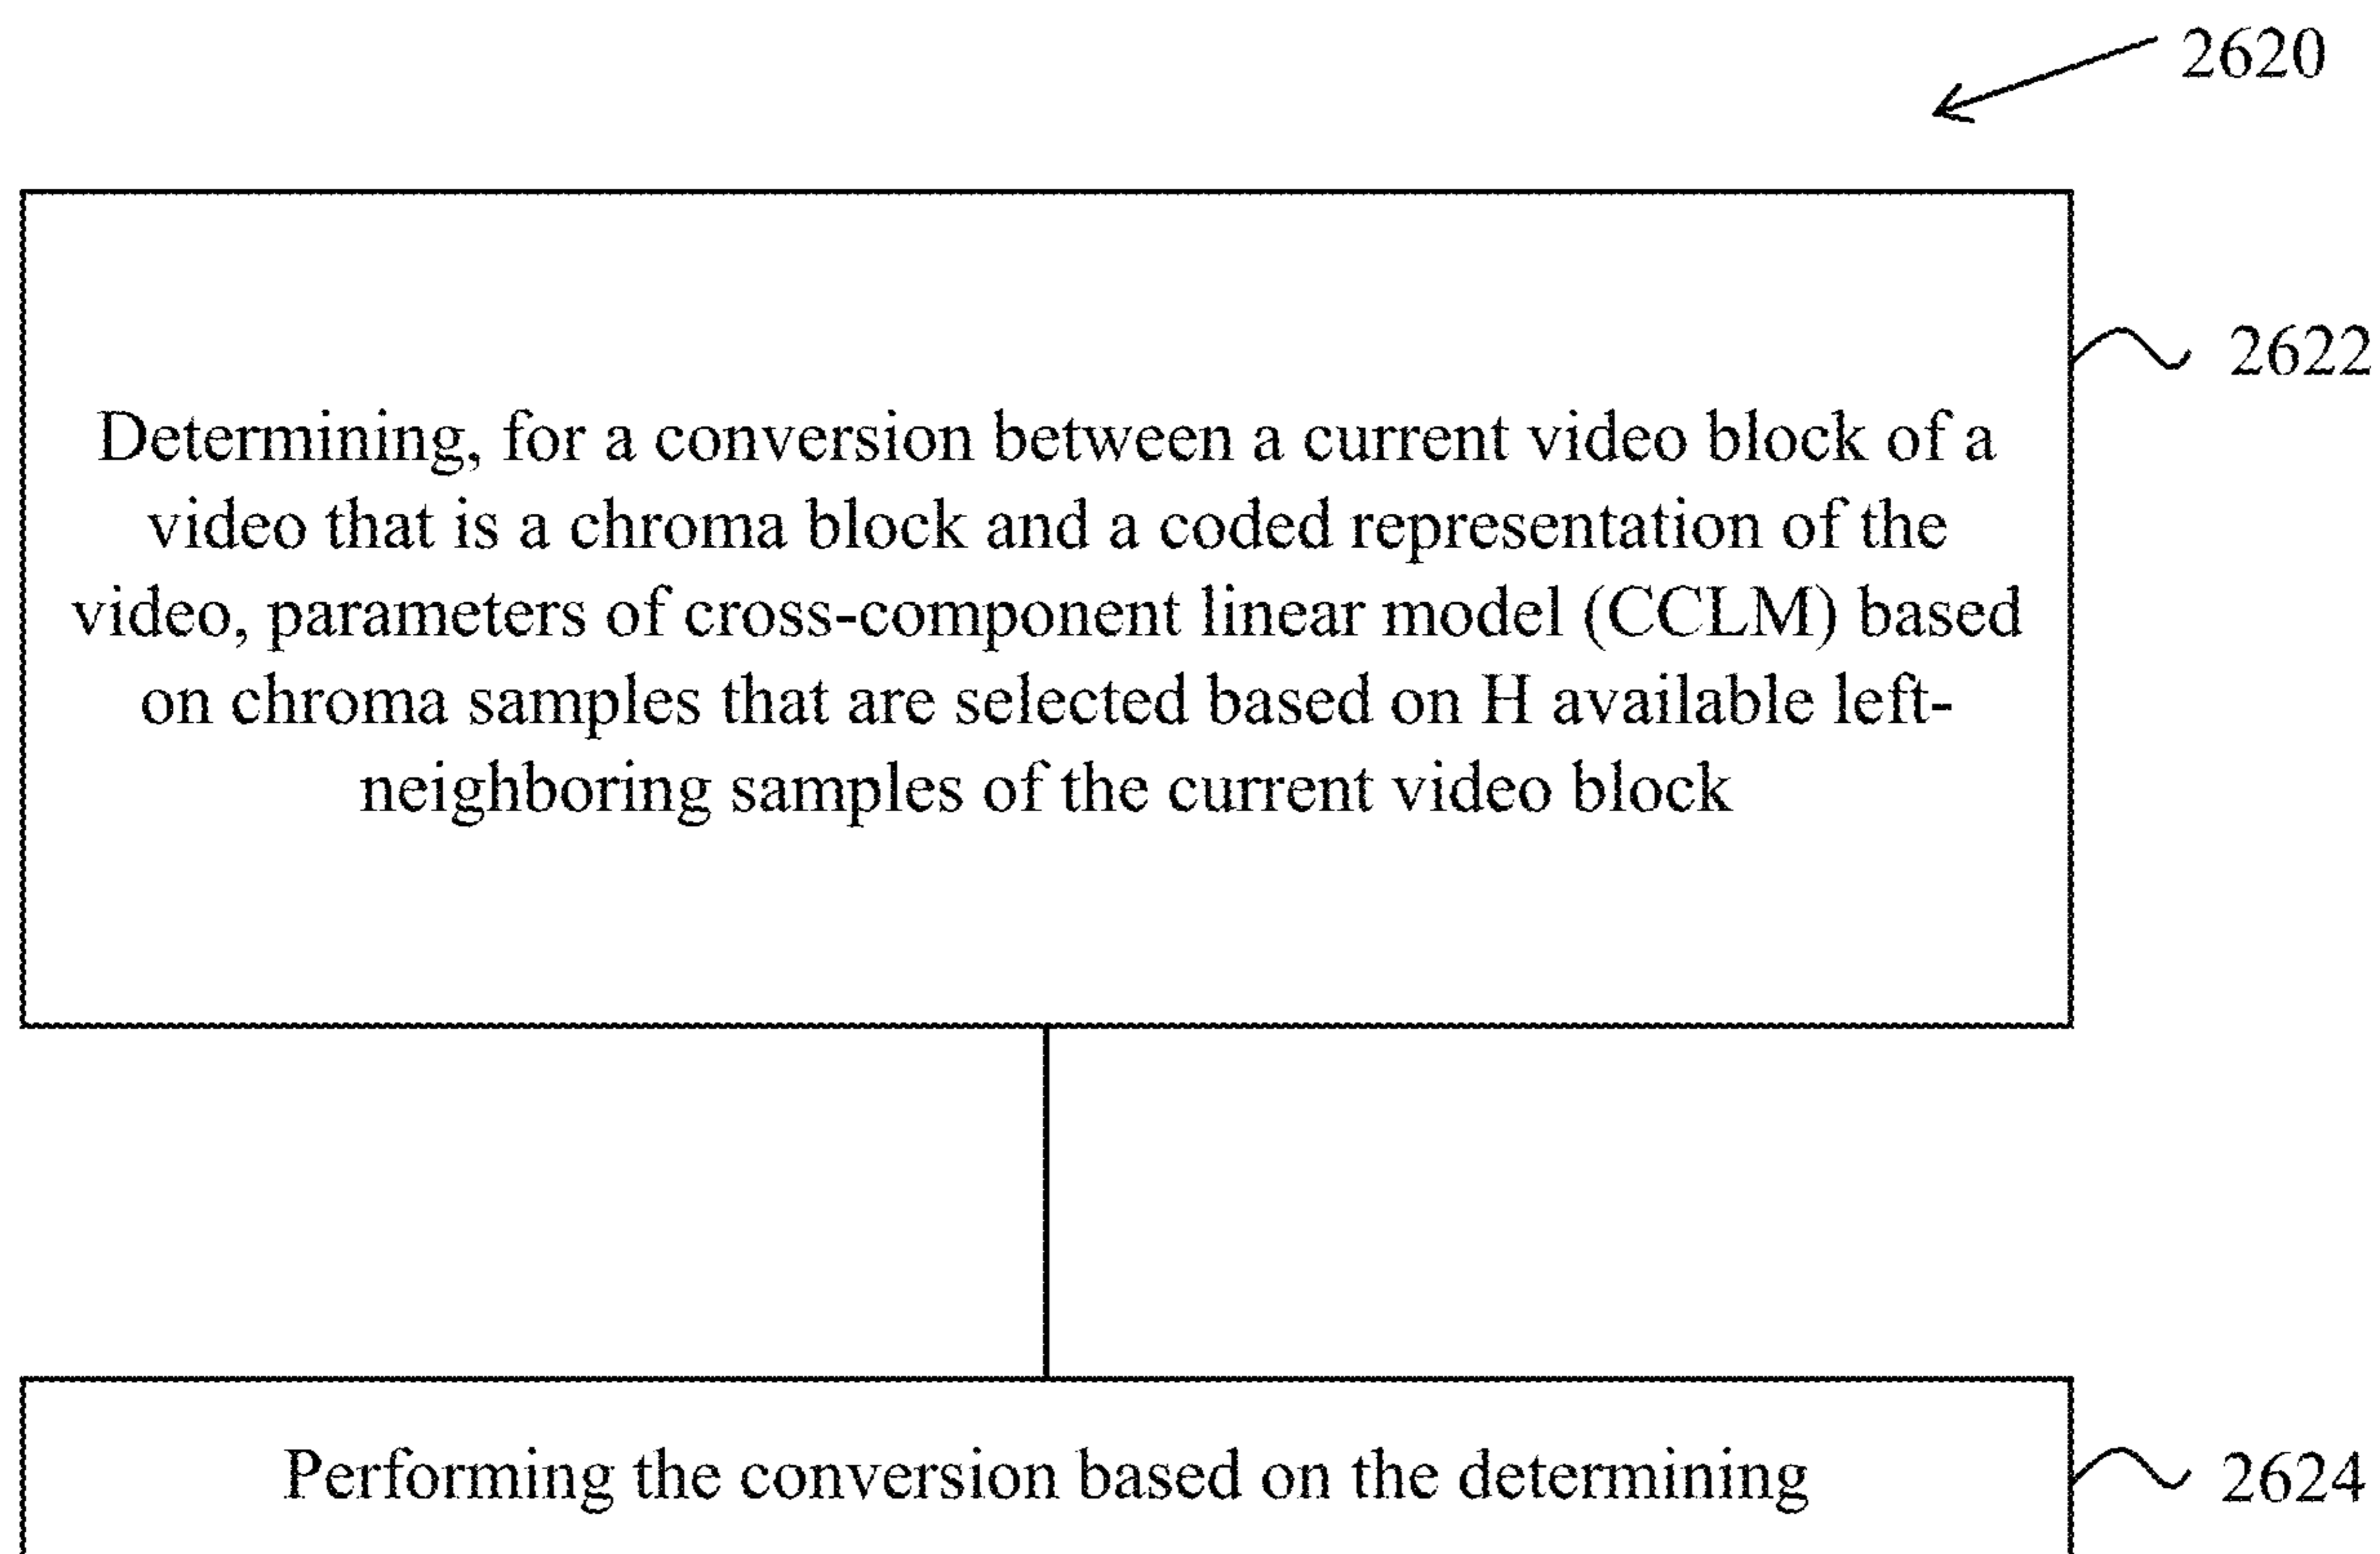 2620
2622
Determining, for a conversion between a current video block of a
video that is a chroma block and a coded representation of the
video, parameters of cross-component linear model (CCLM) based
on chroma samples that are selected based on H available left-
neighboring samples of the current video block
Performing the conversion based on the determining
2624